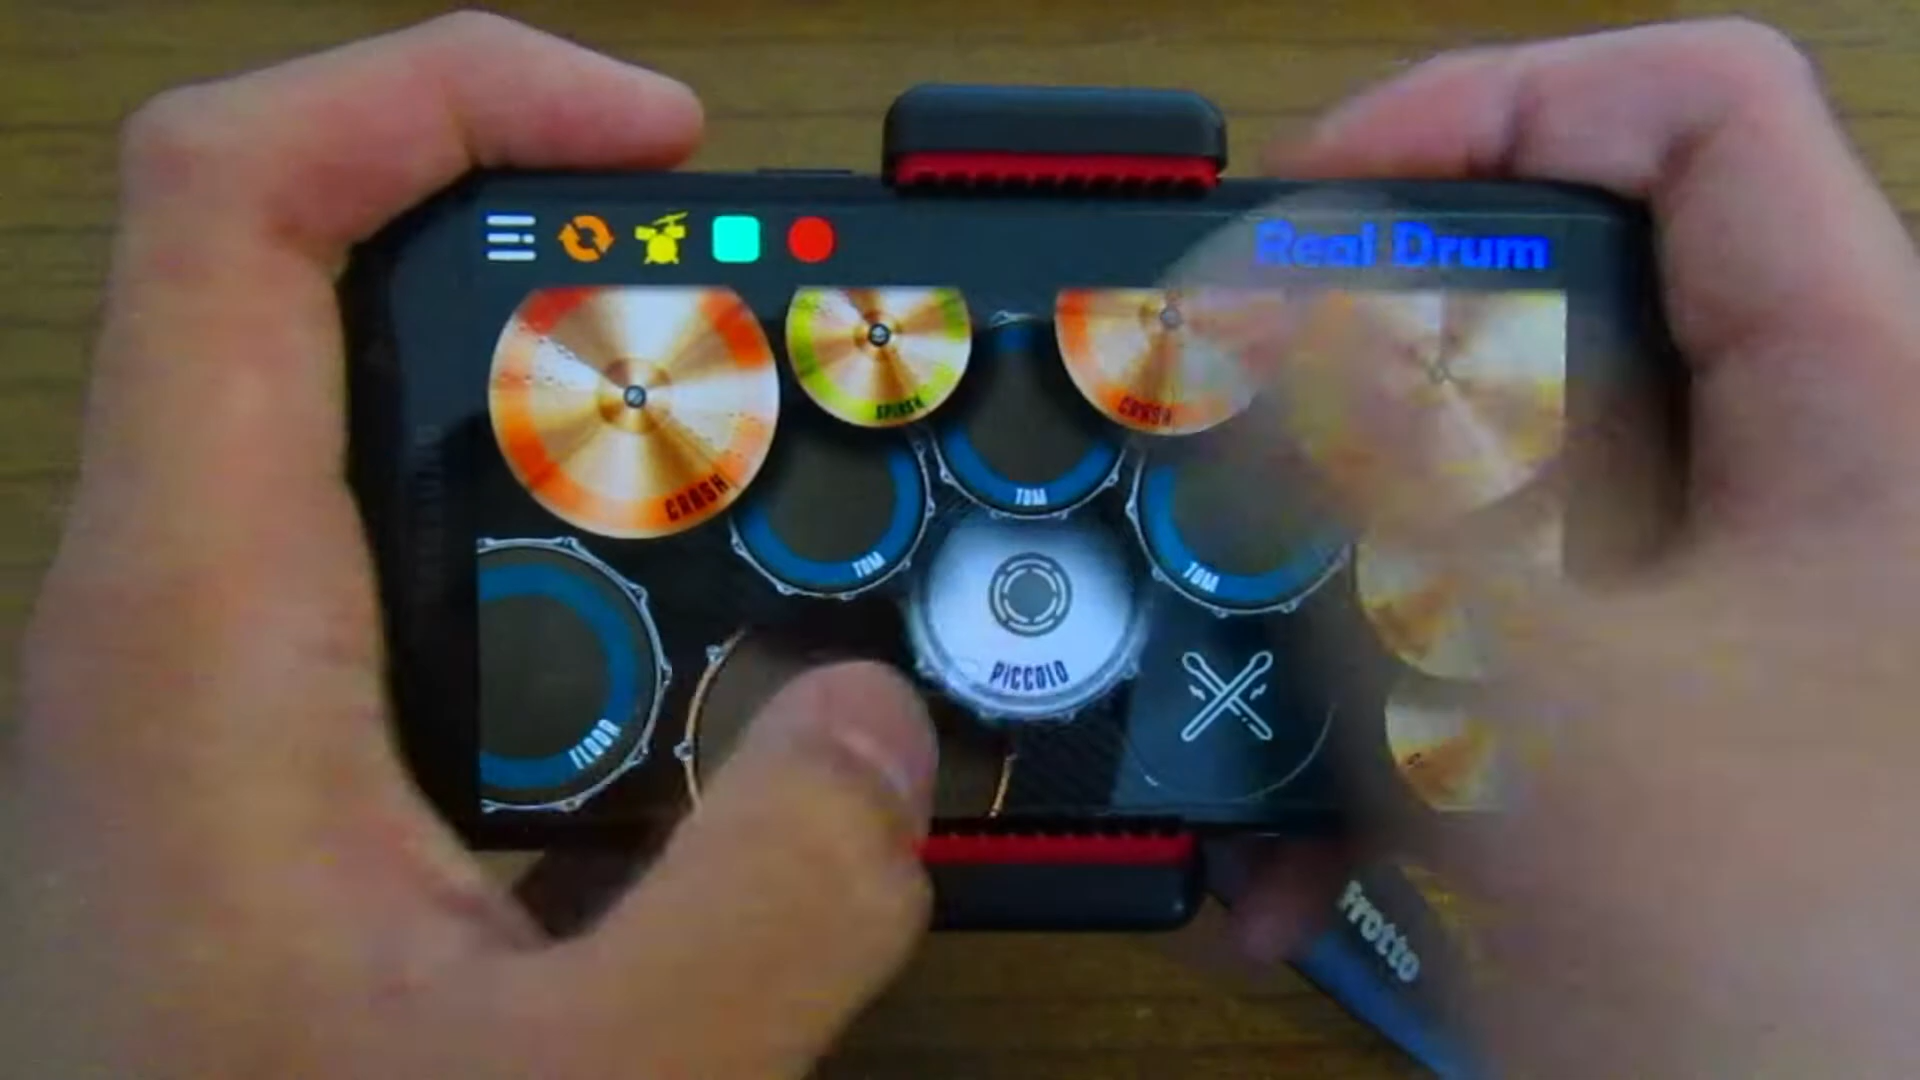 Real Drum
SPLASH
CRASH
CRASH
TOM
TOM
TOM
PICCOLO
FLOOR
frotto